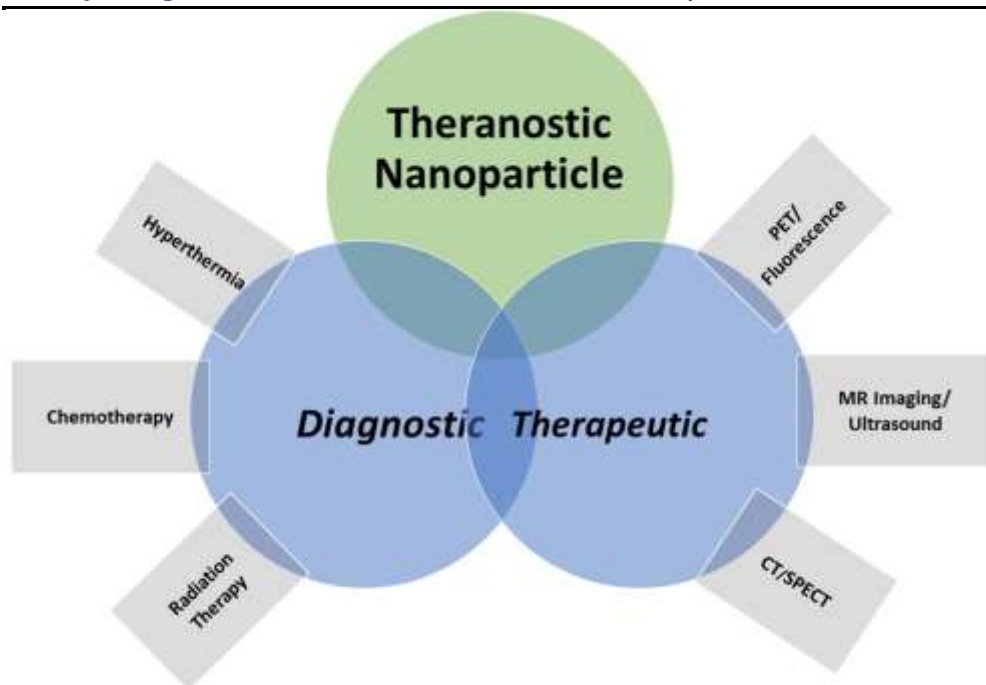 Theranostic
Nanoparticle
Hyperthermia
PET/
Fluorescence
Chemotherapy
Diagnostic
Therapeutic
MR Imaging/
Ultrasound
Radiation
Therapy
CT/SPECT